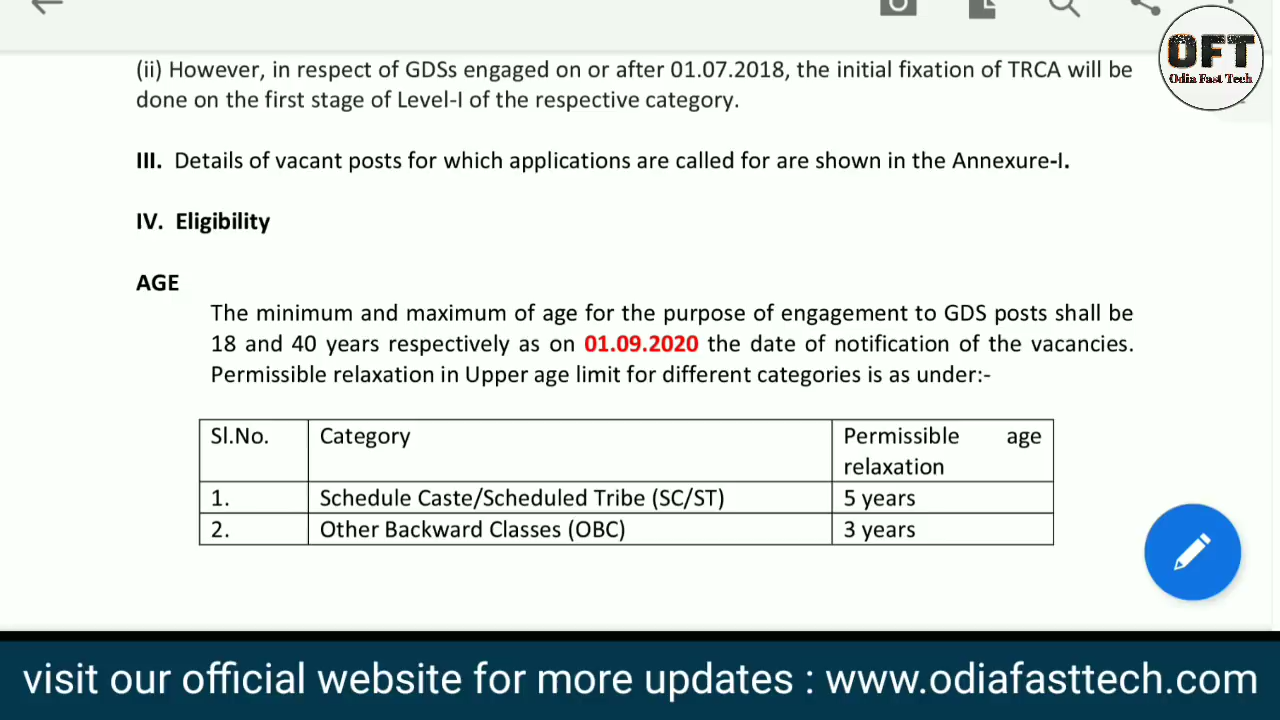 OFT
Odia Fast Tech
(ii) However, in respect of GDSs engaged on or after 01.07.2018, the initial fixation of TRCA will be
done on the first stage of Level-I of the respective category.
III. Details of vacant posts for which applications are called for are shown in the Annexure-I.
IV. Eligibility
AGE
The minimum and maximum of age for the purpose of engagement to GDS posts shall be
18 and 40 years respectively as on 01.09.2020 the date of notification of the vacancies.
Permissible relaxation in Upper age limit for different categories is as under:-
Sl.No. Category Permissible age
relaxation
1. Schedule Caste/Scheduled Tribe (SC/ST) 5 years
2. Other Backward Classes (OBC) 3 years
visit our official website for more updates : www.odiafasttech.com